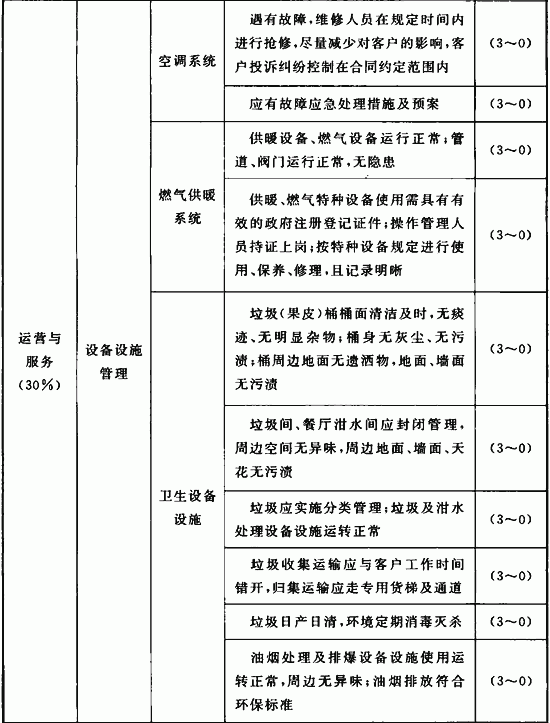 运营与
服务
(30%)
设备设施
管理
空调系统
遇有故障,维修人员在规定时间内
进行抢修,尽量减少对客户的影响,客
户投诉纠纷控制在合同约定范围内
(3～0)
应有故障应急处理措施及预案
(3～0)
燃气供暖
系统
供暖设备、燃气设备运行正常;管
道、阀门运行正常,无隐患
(3～0)
供暖、燃气特种设备使用需具有有
效的政府注册登记证件;操作管理人
员持证上岗;按特种设备规定进行使
用、保养、修理,且记录明晰
(3～0)
卫生设备
设施
垃圾(果皮)桶桶面清洁及时,无痰
迹、无明显杂物;桶身无灰尘、无污
渍;桶周边地面无遗洒物,地面、墙面
无污渍
(3～0)
垃圾间、餐厅泔水间应封闭管理,
周边空间无异味,周边地面、墙面、天
花无污渍
(3～0)
垃圾应实施分类管理;垃圾及泔水
处理设备设施运转正常
(3～0)
垃圾收集运输应与客户工作时间
错开,归集运输应走专用货梯及通道
(3～0)
垃圾日产日清,环境定期消毒灭杀
(3～0)
油烟处理及排爆设备设施使用运
转正常,周边无异味;油烟排放符合
环保标准
(3～0)